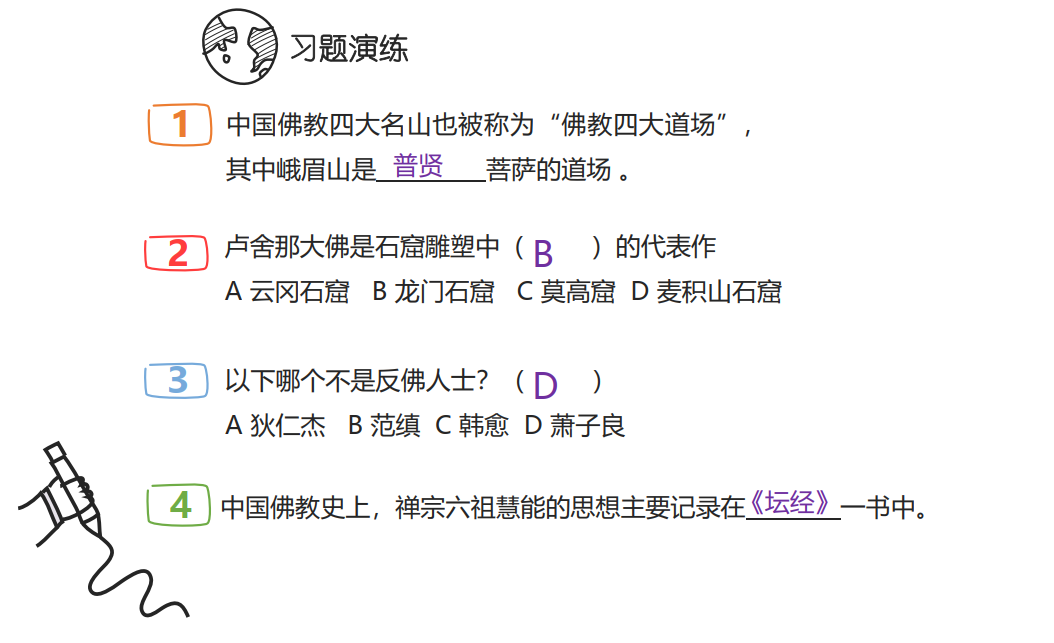 习题演练
1 中国佛教四大名山也被称为“佛教四大道场”,
其中峨眉山是 普贤 菩萨的道场 。
2 卢舍那大佛是石窟雕塑中( B )的代表作
A 云冈石窟 B 龙门石窟 C 莫高窟 D 麦积山石窟
3 以下哪个不是反佛人士?( D )
A 狄仁杰 B 范缜 C 韩愈 D 萧子良
4 中国佛教史上,禅宗六祖慧能的思想主要记录在《坛经》一书中。